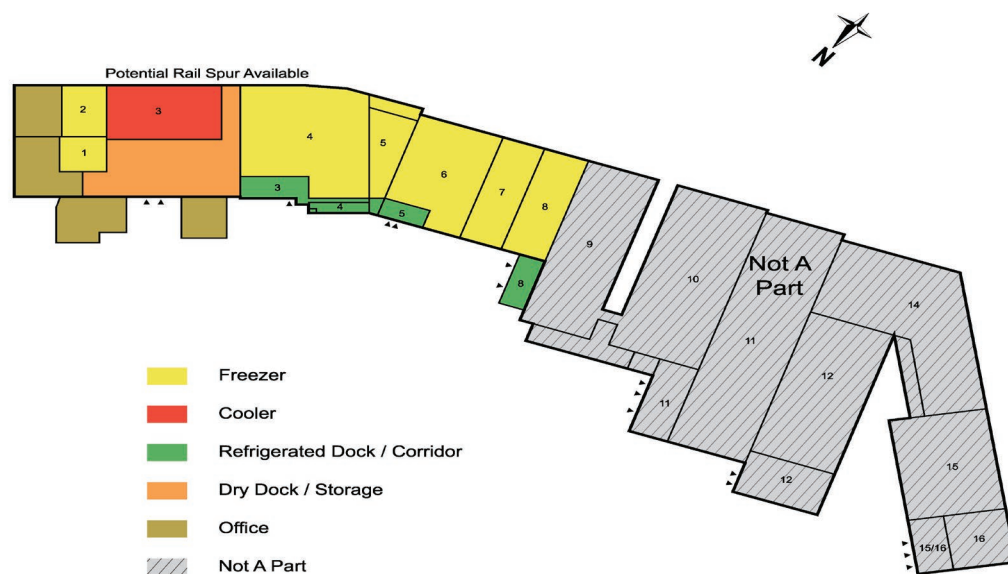 N
Potential Rail Spur Available
2
3
1
4
5
3
4
5
6
7
8
8
9
10
Not A
Part
14
11
12
11
12
15
15/16
16
Freezer
Cooler
Refrigerated Dock / Corridor
Dry Dock / Storage
Office
Not A Part